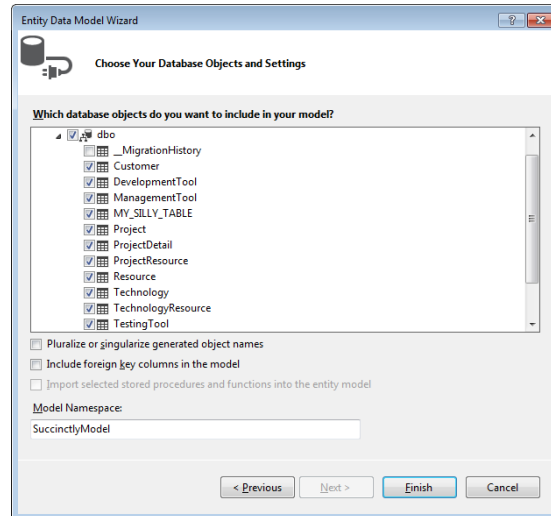 Entity Data Model Wizard
Choose Your Database Objects and Settings
Which database objects do you want to include in your model?
dbo
__MigrationHistory
Customer
DevelopmentTool
ManagementTool
MY_SILLY_TABLE
Project
ProjectDetail
ProjectResource
Resource
Technology
TechnologyResource
TestingTool
Pluralize or singularize generated object names
Include foreign key columns in the model
Import selected stored procedures and functions into the entity model
Model Namespace:
SuccinctlyModel
< Previous Next > Finish Cancel